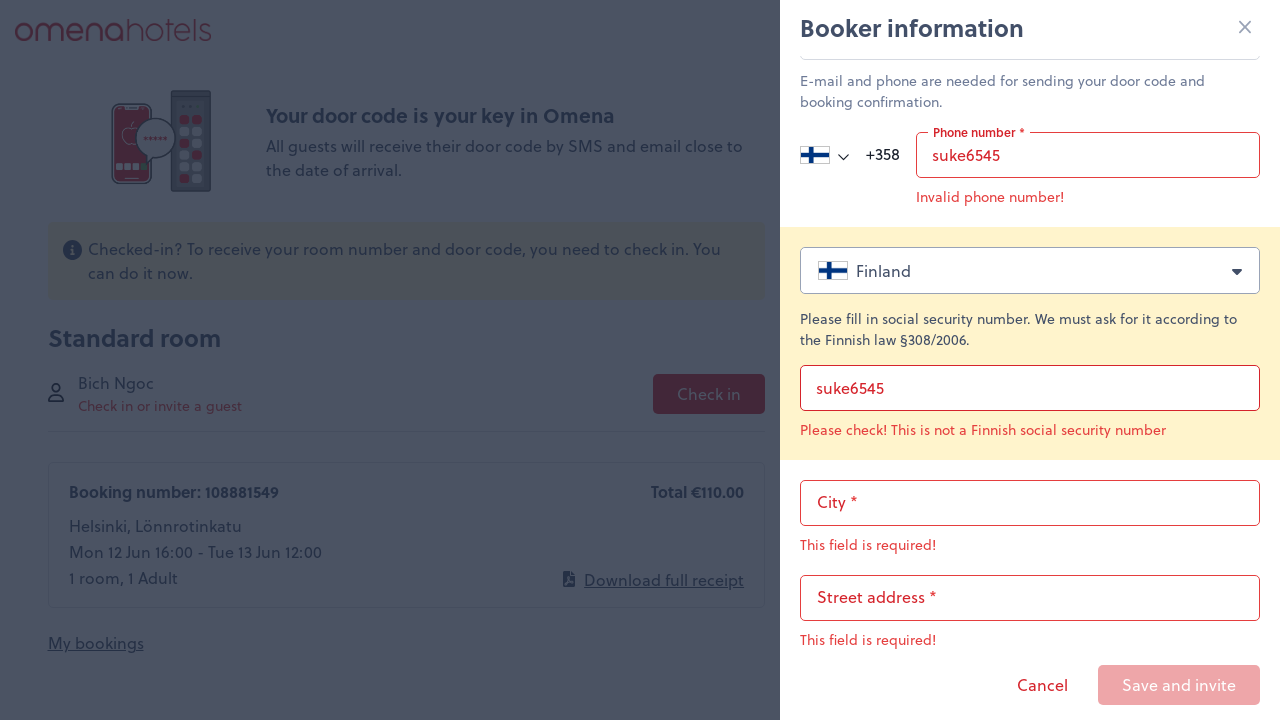 omenahotels
Your door code is your key in Omena
All guests will receive their door code by SMS and email close to
the date of arrival.
Checked-in? To receive your room number and door code, you need to check in. You
can do it now.
Standard room
Bich Ngoc
Check in or invite a guest
Check in
Booking number: 108881549
Total €110.00
Helsinki, Lönnrotinkatu
Mon 12 Jun 16:00 - Tue 13 Jun 12:00
1 room, 1 Adult
Download full receipt
My bookings
Booker information
E-mail and phone are needed for sending your door code and
booking confirmation.
Phone number *
+358
suke6545
Invalid phone number!
Finland
Please fill in social security number. We must ask for it according to
the Finnish law §308/2006.
suke6545
Please check! This is not a Finnish social security number
City *
This field is required!
Street address *
This field is required!
Cancel
Save and invite